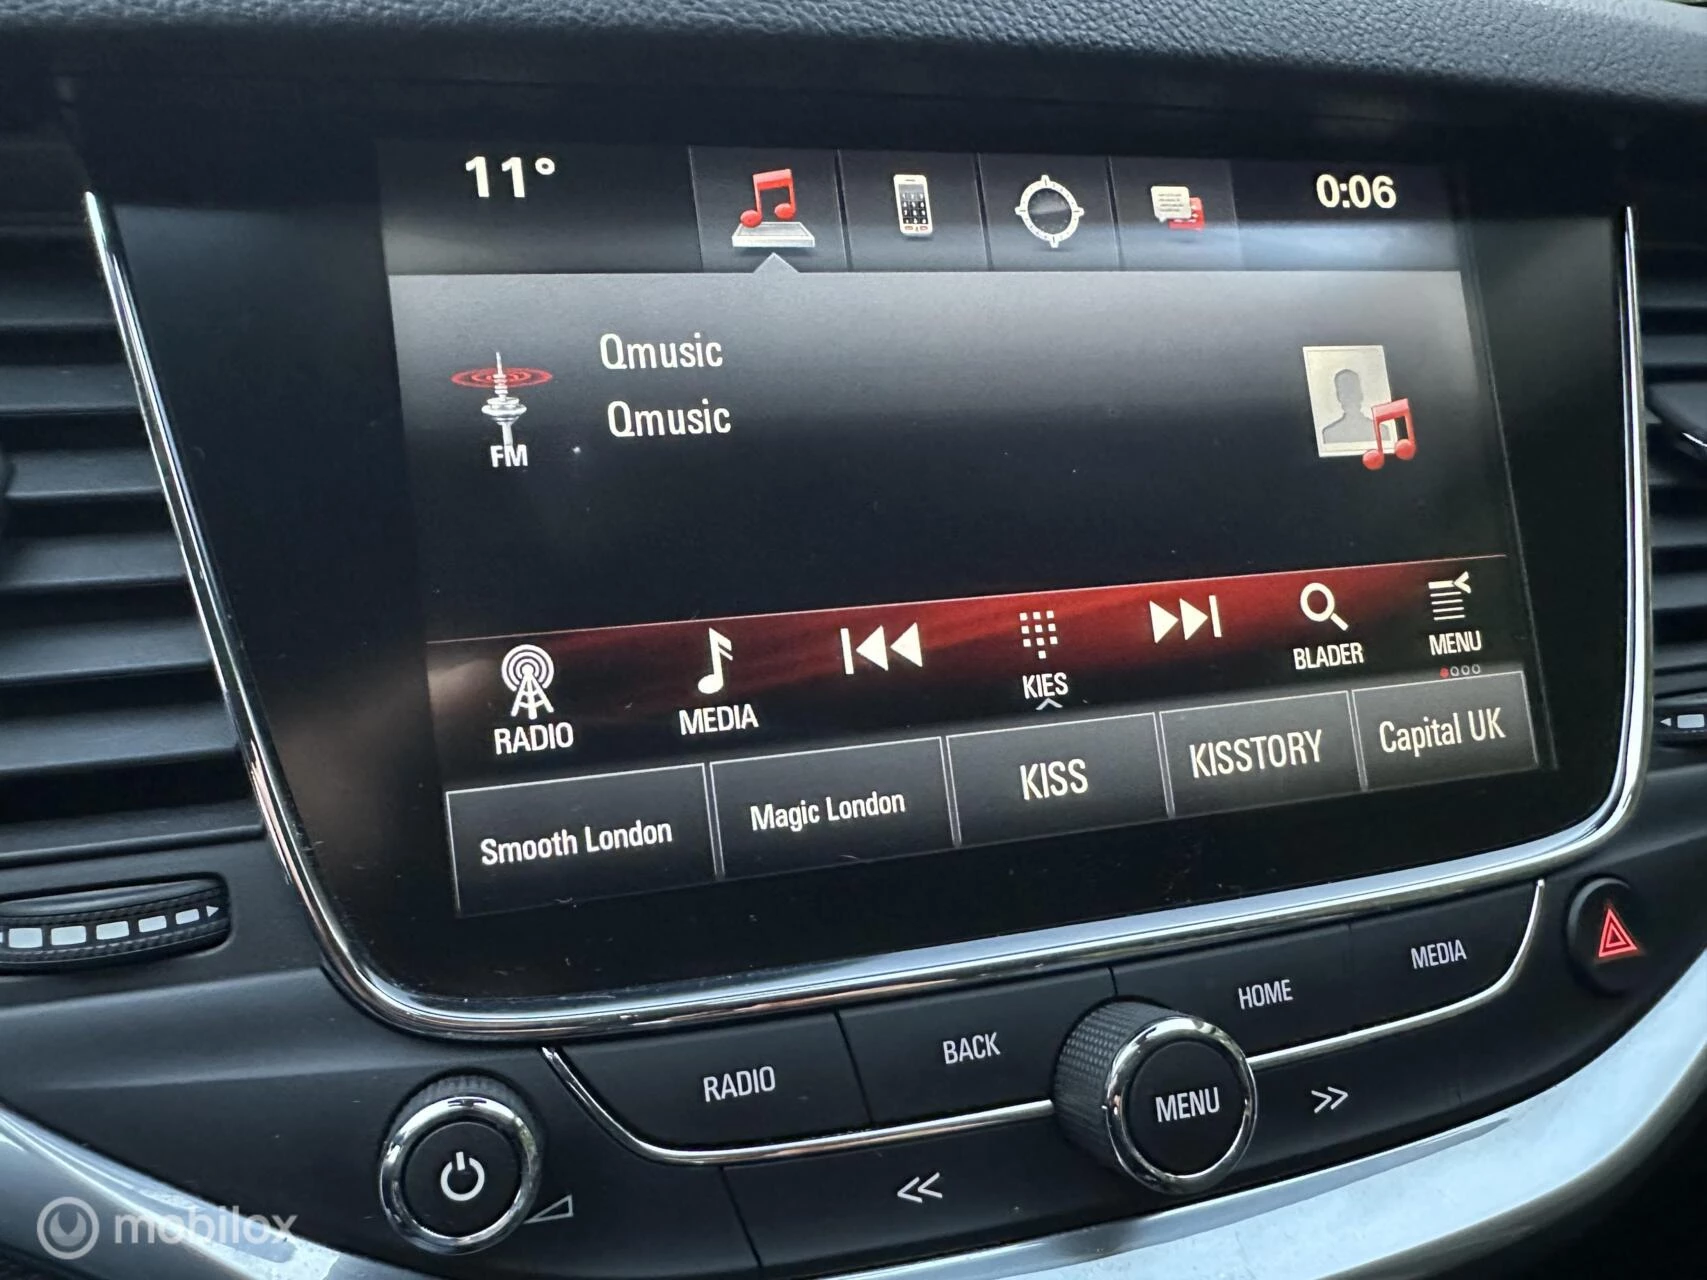 11°
0:06
Qmusic
Qmusic
FM
RADIO
MEDIA
KIES
BLADER
MENU
Smooth London
Magic London
KISS
KISSTORY
Capital UK
RADIO
BACK
MENU
HOME
MEDIA
mobilox